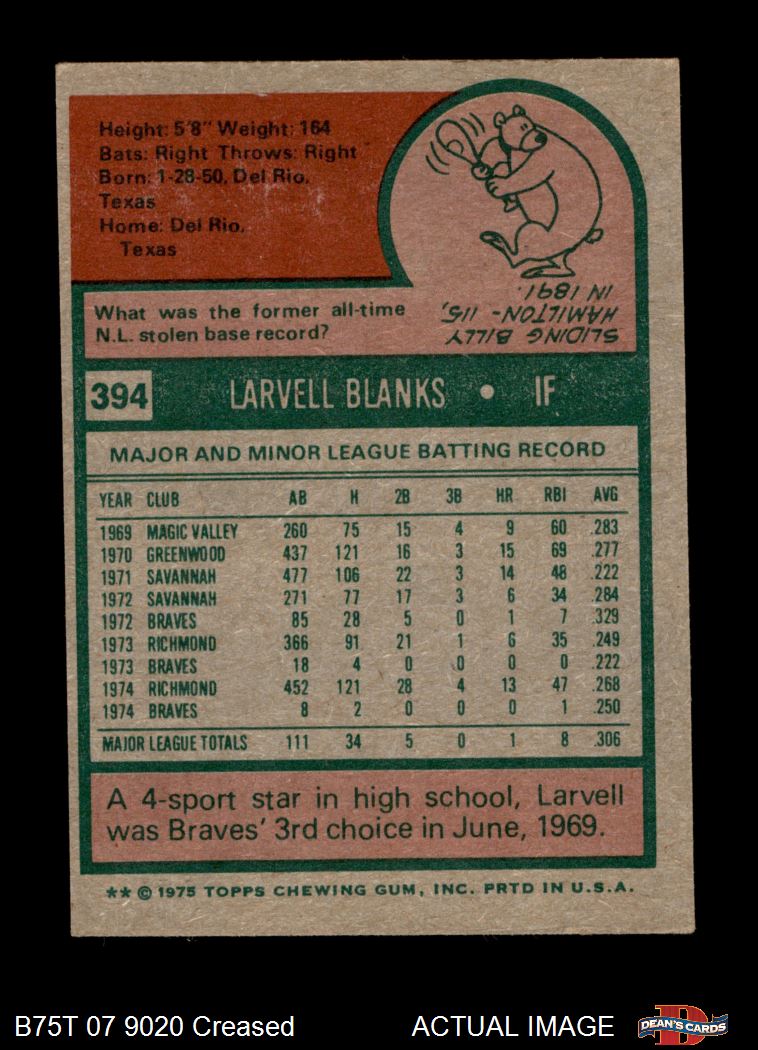 Height: 5'8" Weight: 164
Bats: Right Throws: Right
Born: 1-28-50, Del Rio,
Texas
Home: Del Rio,
Texas
What was the former all-time
N.L. stolen base record?
SLIDING BILLY
HAMILTON - 115,
IN 1891.
394 LARVELL BLANKS • IF
MAJOR AND MINOR LEAGUE BATTING RECORD
YEAR CLUB AB H 2B 3B HR RBI AVG
1969 MAGIC VALLEY 260 75 15 4 9 60 .283
1970 GREENWOOD 437 121 16 3 15 69 .277
1971 SAVANNAH 477 106 22 3 14 48 .222
1972 SAVANNAH 271 77 17 3 6 34 .284
1972 BRAVES 85 28 5 0 1 7 .329
1973 RICHMOND 366 91 21 1 6 35 .249
1973 BRAVES 18 4 0 0 0 0 .222
1974 RICHMOND 452 121 28 4 13 47 .268
1974 BRAVES 8 2 0 0 0 1 .250
MAJOR LEAGUE TOTALS 111 34 5 0 1 8 .306
A 4-sport star in high school, Larvell
was Braves' 3rd choice in June, 1969.
** © 1975 TOPPS CHEWING GUM, INC. PRTD IN U.S.A.
B75T 07 9020 Creased ACTUAL IMAGE
D
DEAN'S CARDS